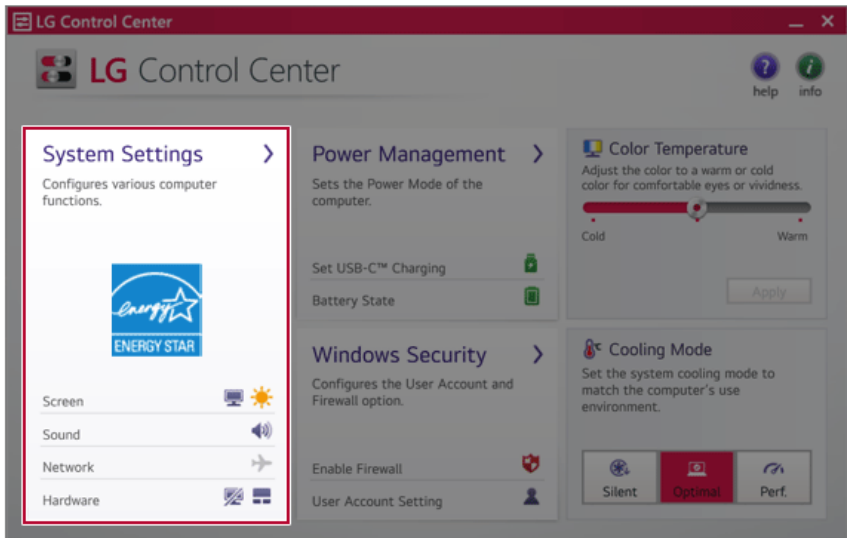 LG Control Center
LG Control Center
help
info
System Settings
Configures various computer
functions.
energy
ENERGY STAR
Screen
Sound
Network
Hardware
Power Management
Sets the Power Mode of the
computer.
Set USB-C™ Charging
Battery State
Windows Security
Configures the User Account and
Firewall option.
Enable Firewall
User Account Setting
Color Temperature
Adjust the color to a warm or cold
color for comfortable eyes or vividness.
Cold
Warm
Apply
Cooling Mode
Set the system cooling mode to
match the computer's use
environment.
Silent
Optimal
Perf.